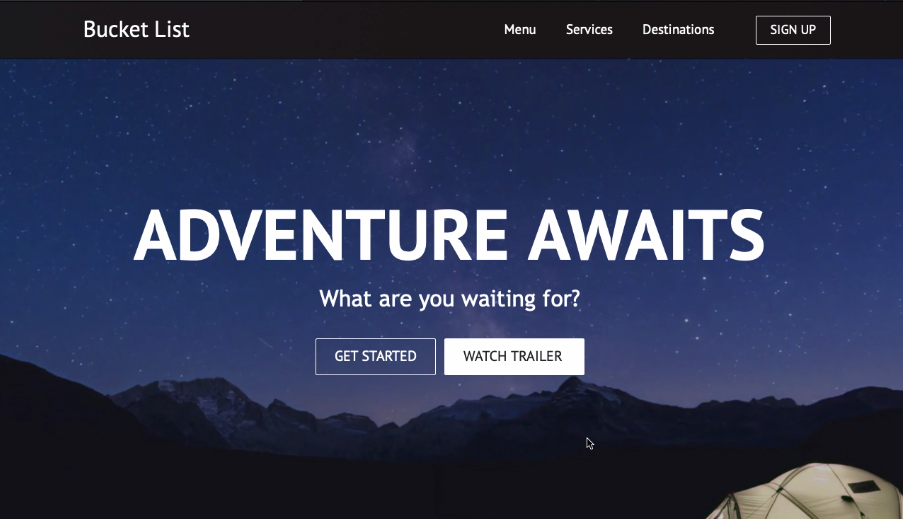 Bucket List
Menu Services Destinations SIGN UP
ADVENTURE AWAITS
What are you waiting for?
GET STARTED WATCH TRAILER